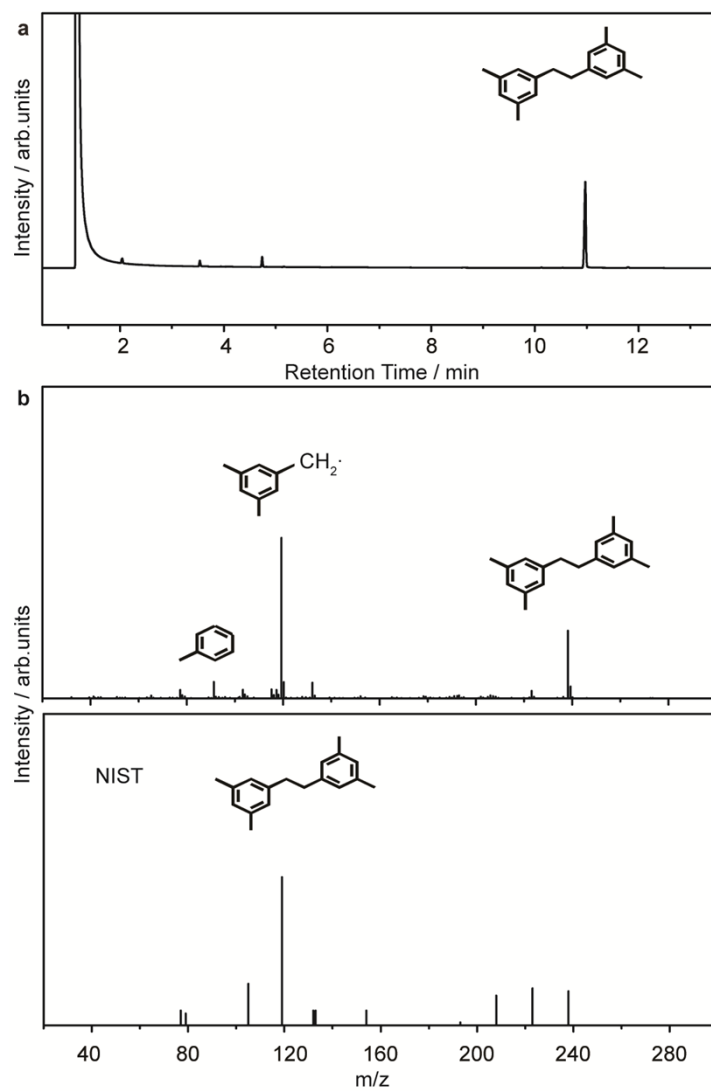 a
Intensity / arb.units
2 4 6 8 10 12
Retention Time / min
b
CH₂·
Intensity / arb.units
NIST
40 80 120 160 200 240 280
m/z